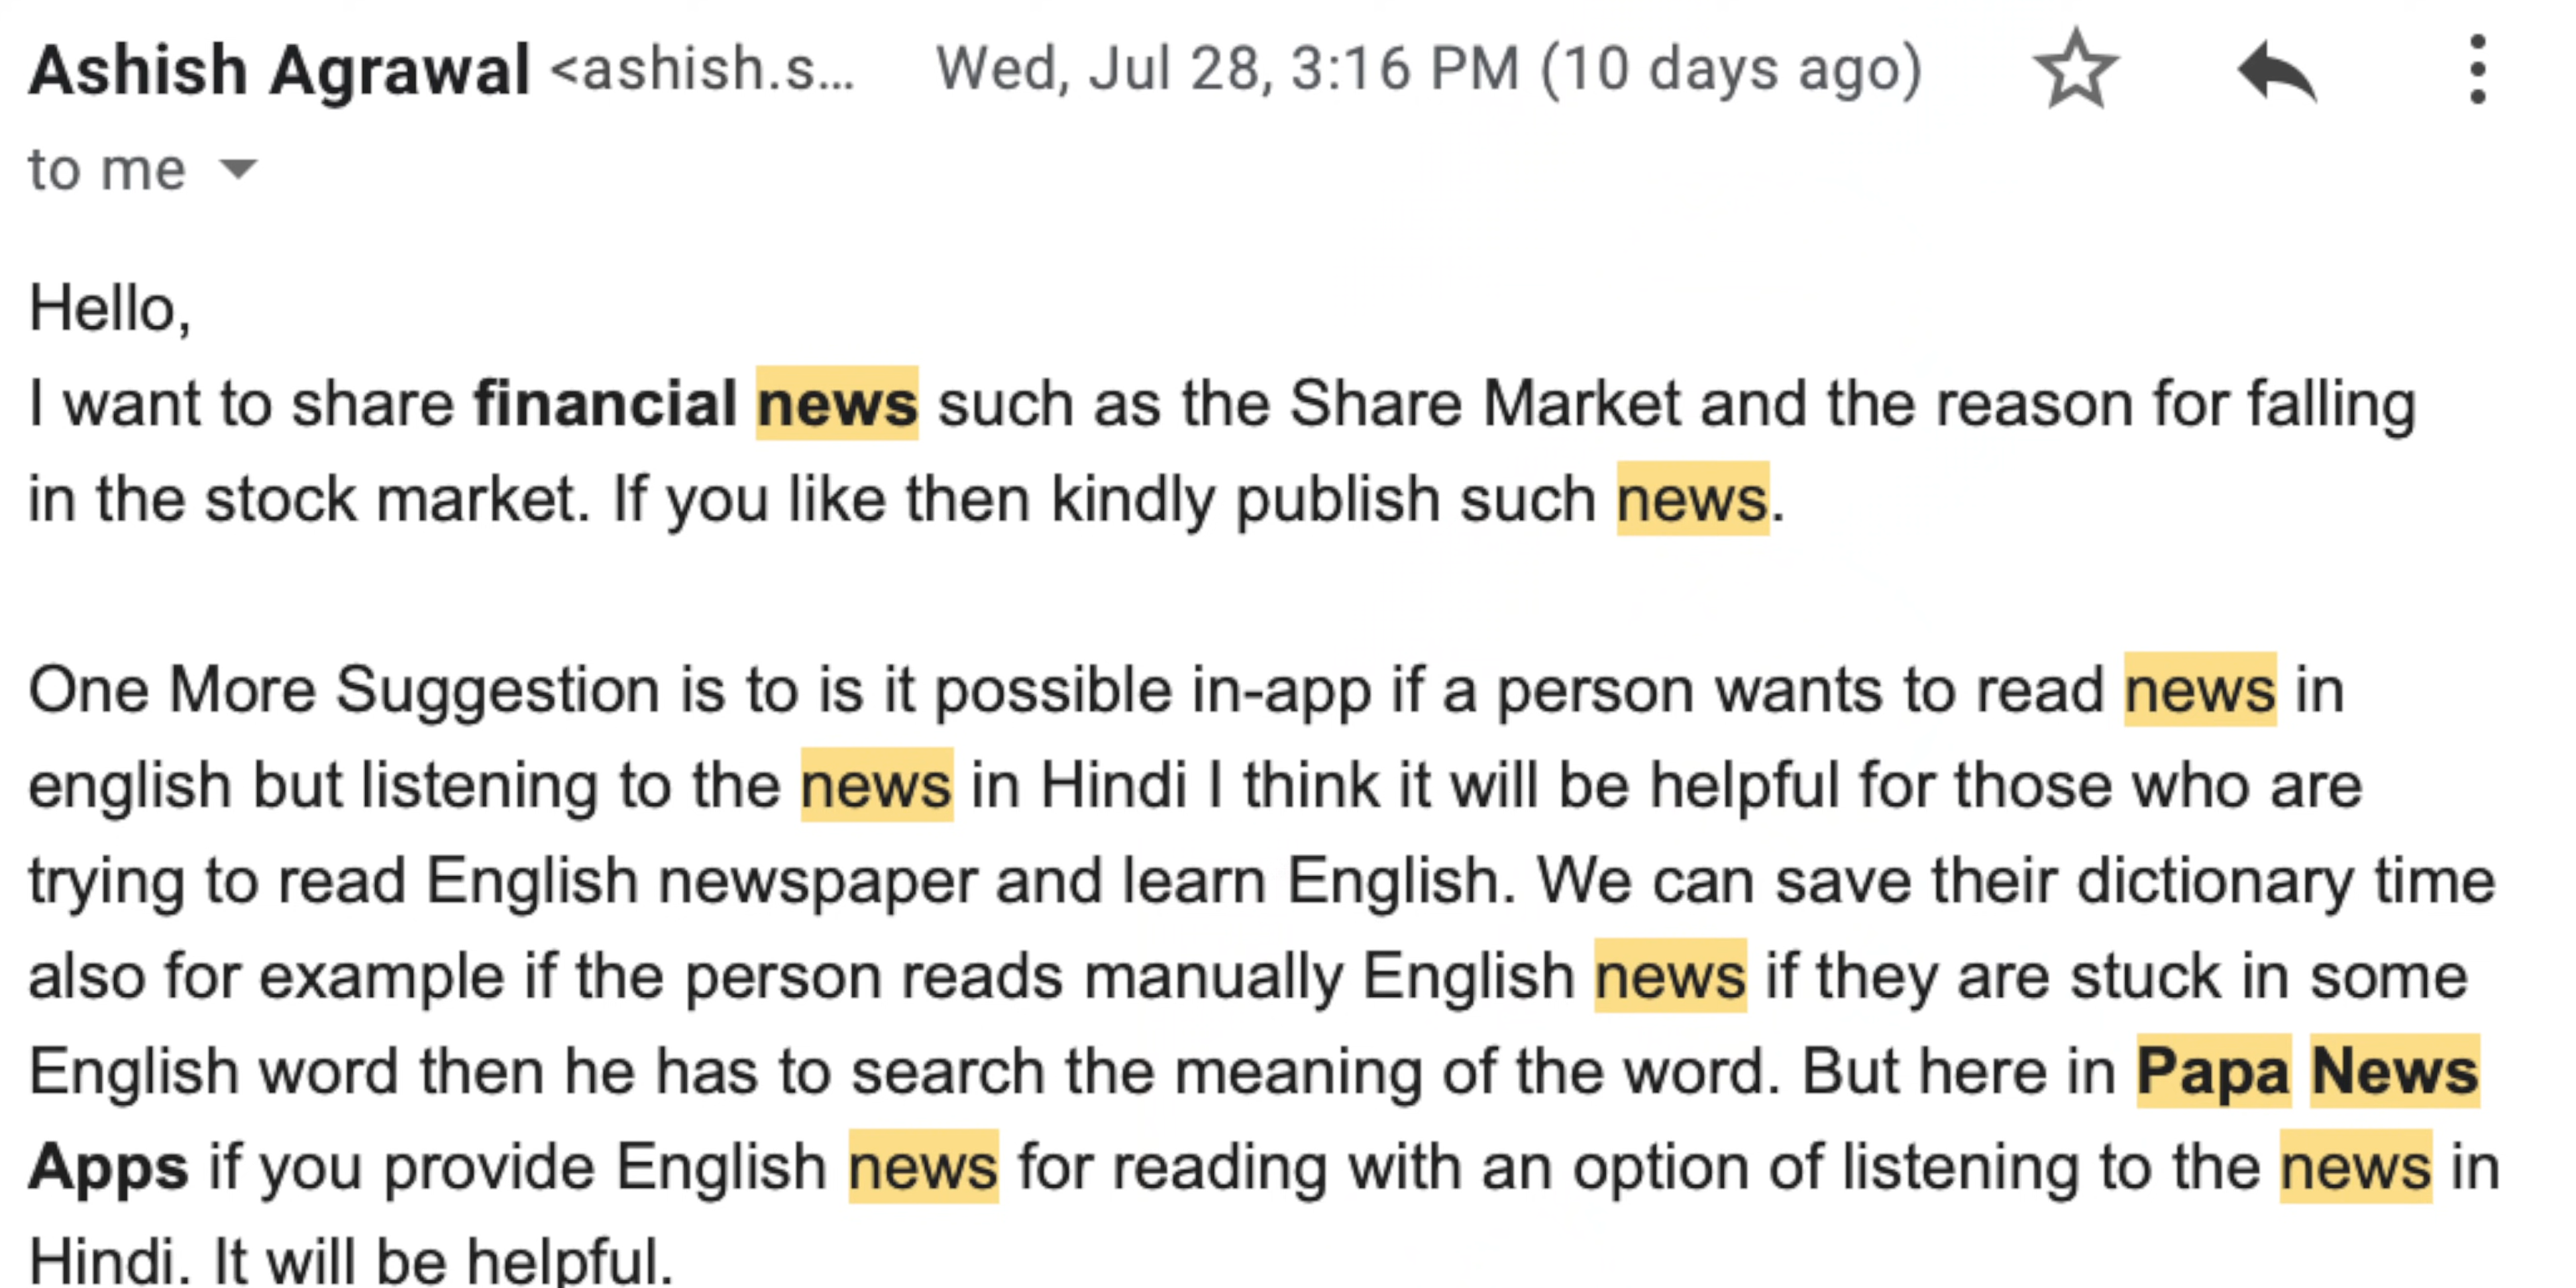 Ashish Agrawal <ashish.s... Wed, Jul 28, 3:16 PM (10 days ago)
to me
Hello,
I want to share financial news such as the Share Market and the reason for falling
in the stock market. If you like then kindly publish such news.
One More Suggestion is to is it possible in-app if a person wants to read news in
english but listening to the news in Hindi I think it will be helpful for those who are
trying to read English newspaper and learn English. We can save their dictionary time
also for example if the person reads manually English news if they are stuck in some
English word then he has to search the meaning of the word. But here in Papa News
Apps if you provide English news for reading with an option of listening to the news in
Hindi. It will be helpful.